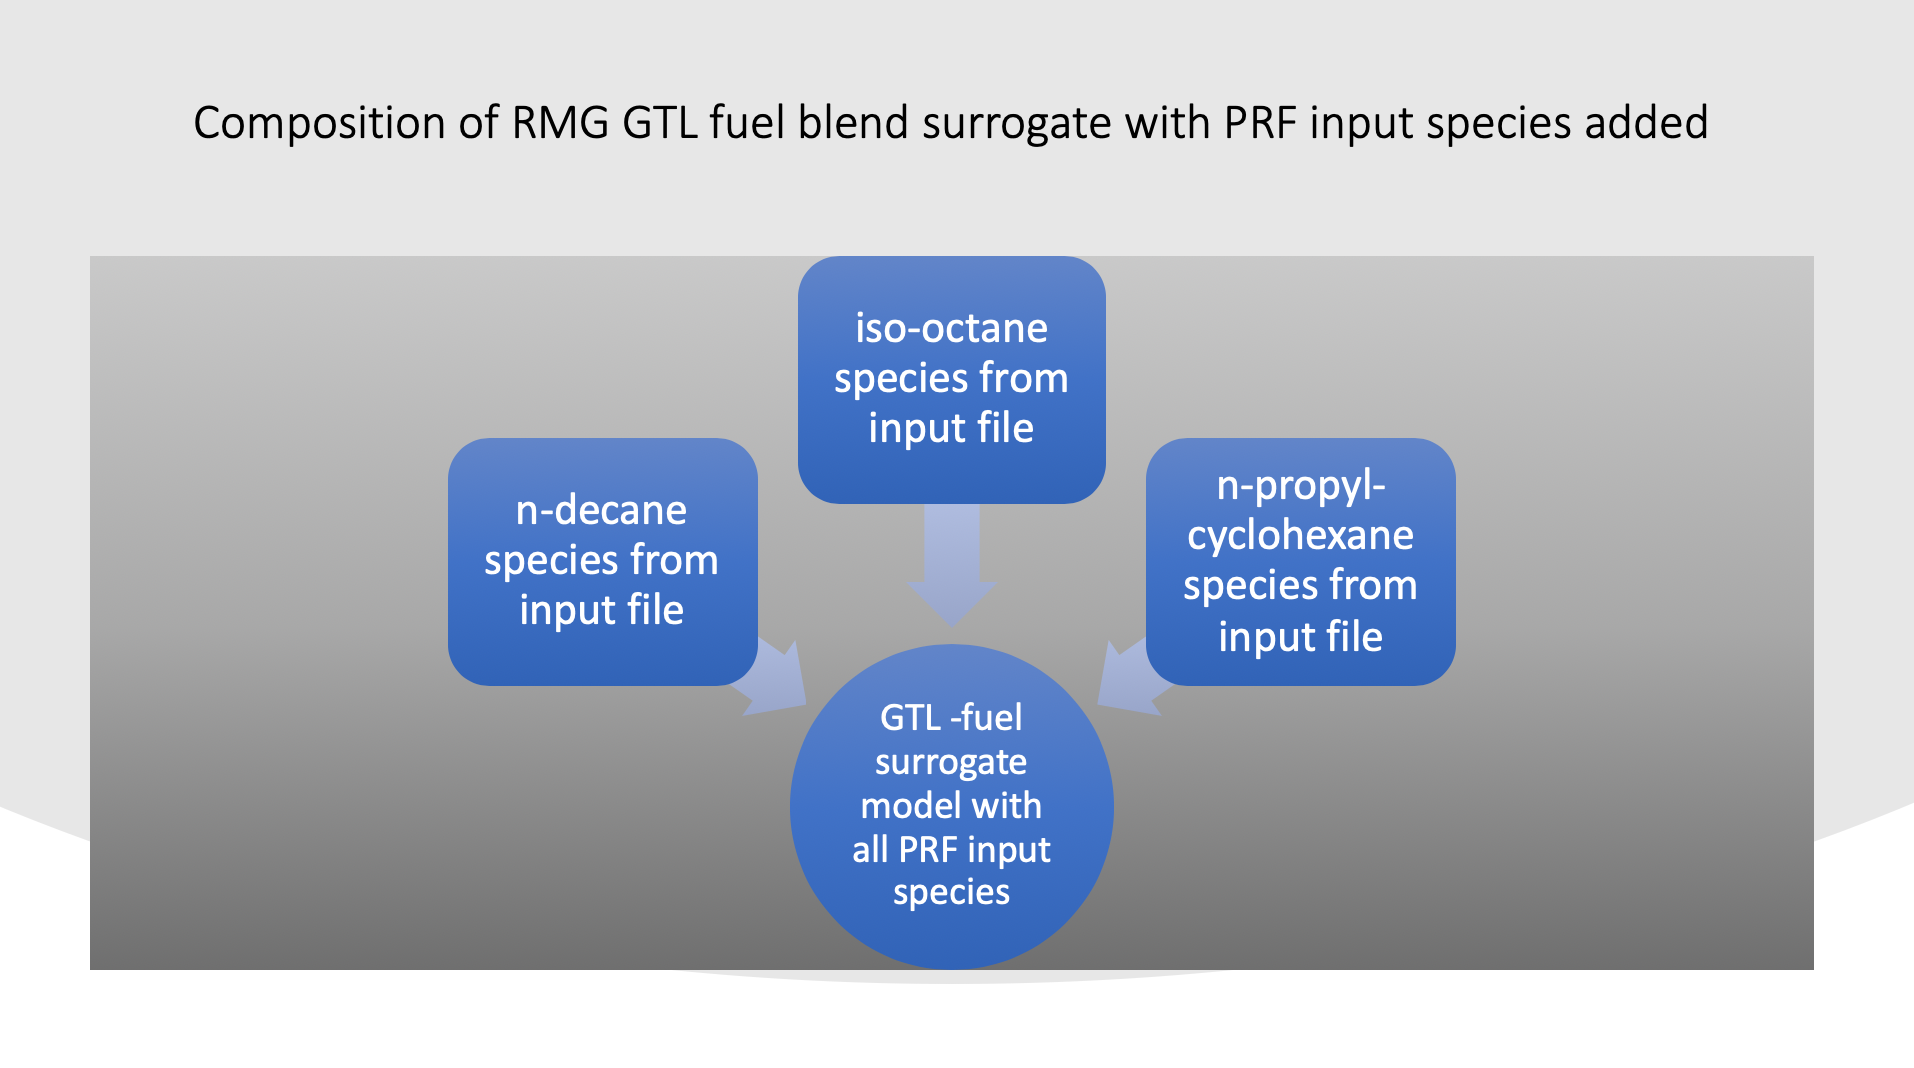 Composition of RMG GTL fuel blend surrogate with PRF input species added
iso-octane
species from
input file
n-decane
species from
input file
n-propyl-
cyclohexane
species from
input file
GTL -fuel
surrogate
model with
all PRF input
species